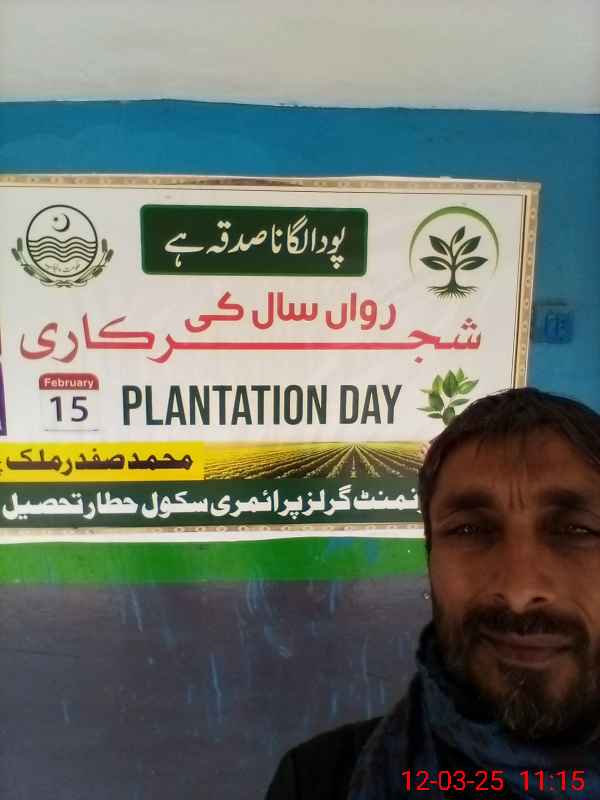 پودا لگانا صدقہ ہے
رواں سال کی
شجرکاری
February
15
PLANTATION DAY
محمد صفدر ملک
نمنٹ گرلز پرائمری سکول حطار تحصیل
12-03-25 11:15